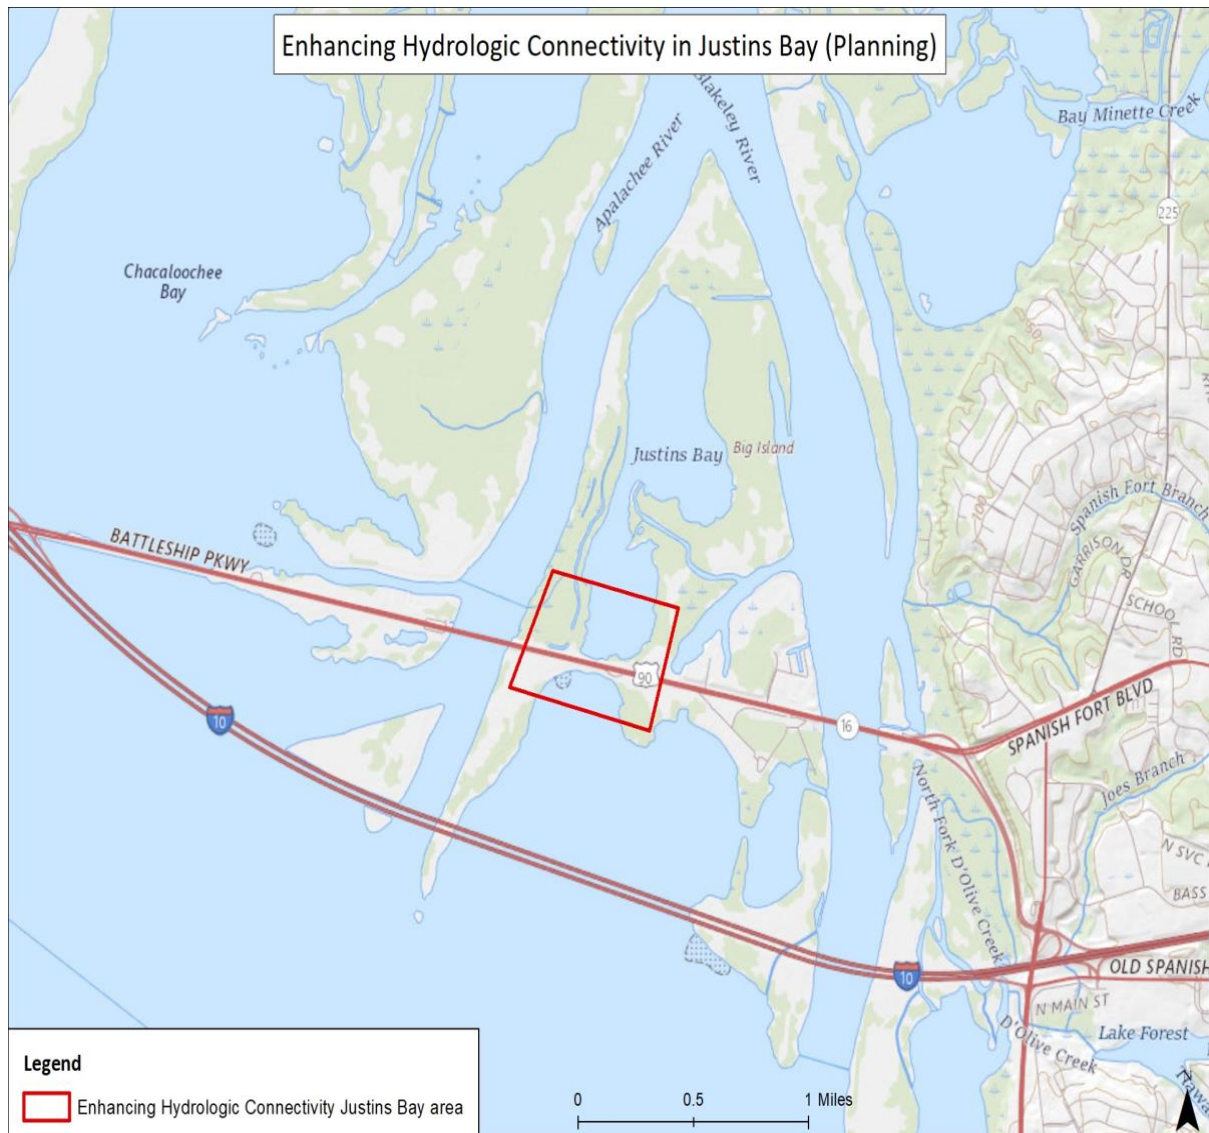 Enhancing Hydrologic Connectivity in Justins Bay (Planning)
Blakeley River
Apalachee River
Bay Minette Creek
225
Chacaloochee
Bay
50
Justins Bay
Big Island
100
Spanish Fort Branch
GARRISON DR
SCHOOL RD
BATTLESHIP PKWY
90
10
16
SPANISH FORT BLVD
Joes Branch
North Fork D'Olive Creek
N SVC
BASS
10
OLD SPANISH
N MAIN ST
D'Olive Creek
Lake Forest
Legend
Enhancing Hydrologic Connectivity Justins Bay area
0 0.5 1 Miles
N